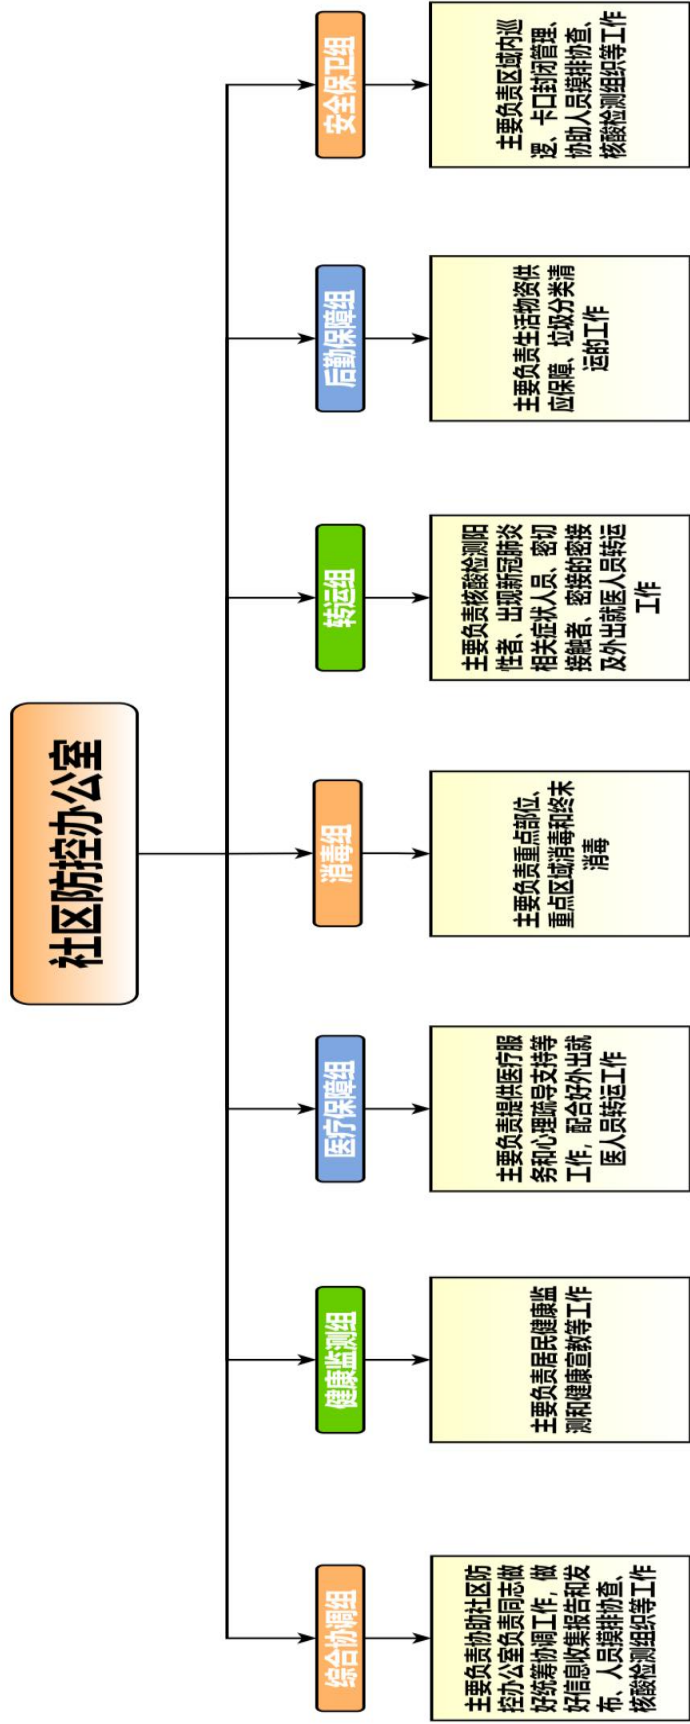 社区防控办公室
综合协调组
主要负责协助社区防
控办公室负责同志做
好统筹协调工作，做
好信息收集报告和发
布、人员摸排协查、
核酸检测组织等工作
健康监测组
主要负责居民健康监
测和健康宣教等工作
医疗保障组
主要负责提供医疗服
务和心理疏导支持等
工作，配合好外出就
医人员转运工作
消毒组
主要负责重点部位、
重点区域消毒和终末
消毒
转运组
主要负责核酸检测阳
性者、出现新冠肺炎
相关症状人员、密切
接触者、密接的密接
及外出就医人员转运
工作
后勤保障组
主要负责生活物资供
应保障、垃圾分类清
运的工作
安全保卫组
主要负责区域内巡
逻、卡口封闭管理、
协助人员摸排协查、
核酸检测组织等工作